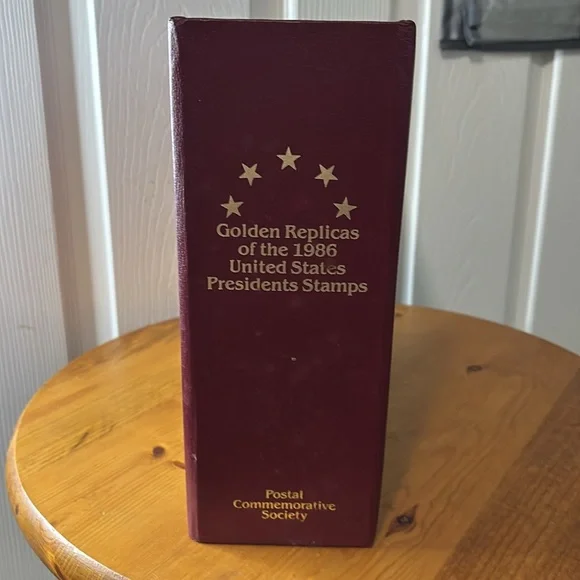 Golden Replicas
of the 1986
United States
Presidents Stamps
Postal
Commemorative
Society